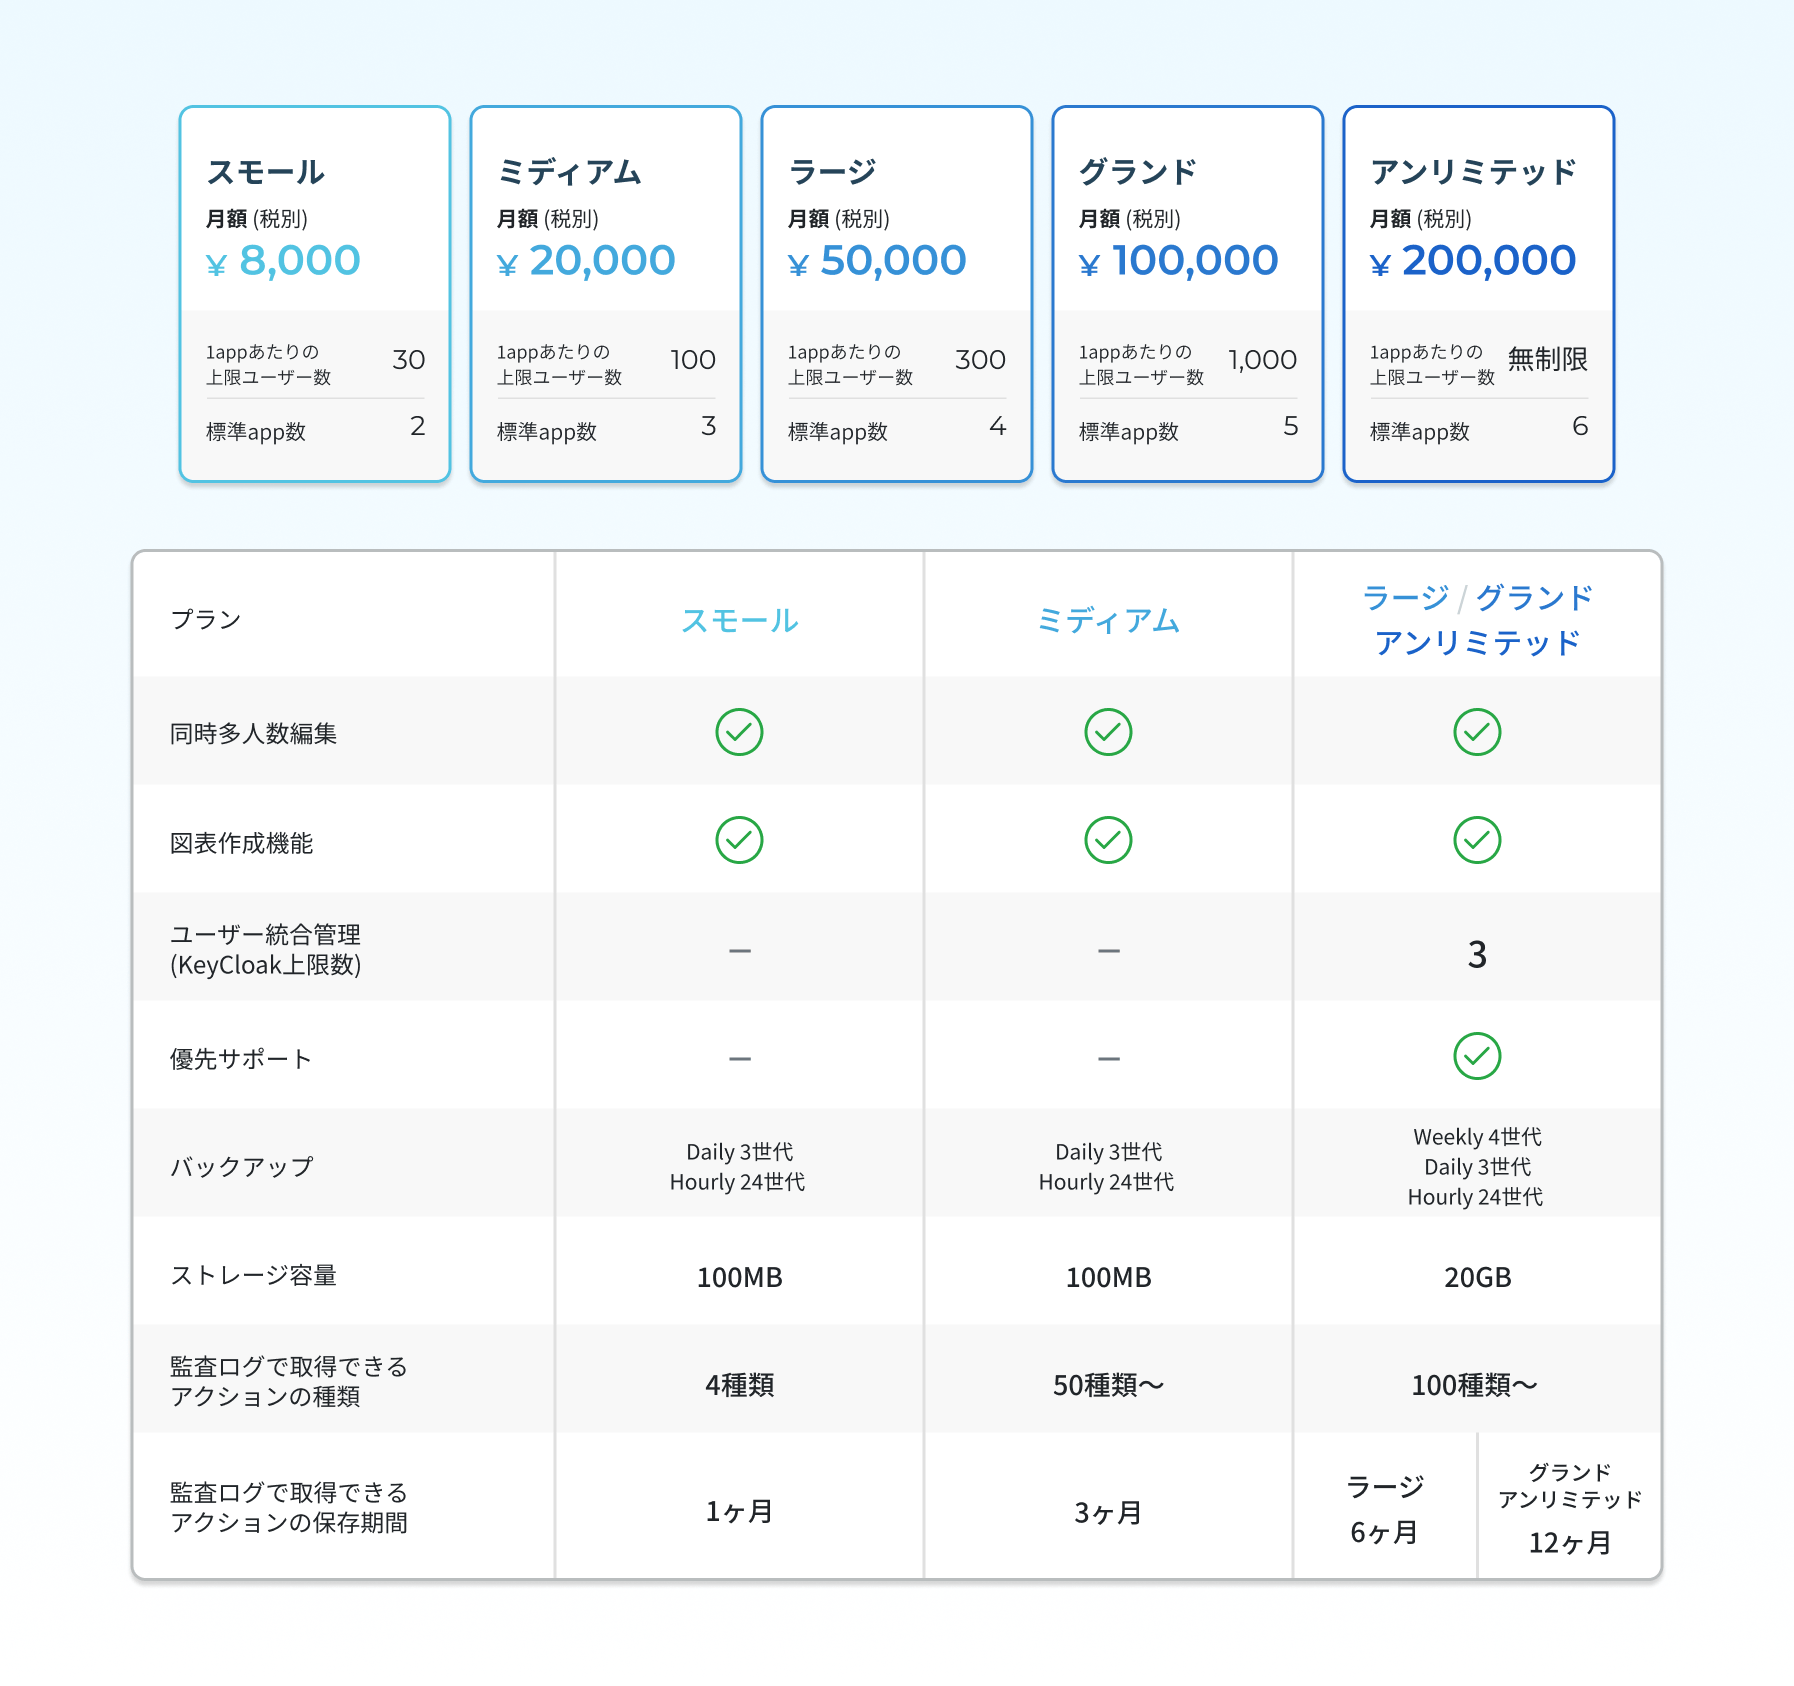 スモール
月額 (税別)
¥ 8,000
1appあたりの
上限ユーザー数
30
標準app数
2
ミディアム
月額 (税別)
¥ 20,000
1appあたりの
上限ユーザー数
100
標準app数
3
ラージ
月額 (税別)
¥ 50,000
1appあたりの
上限ユーザー数
300
標準app数
4
グランド
月額 (税別)
¥ 100,000
1appあたりの
上限ユーザー数
1,000
標準app数
5
アンリミテッド
月額 (税別)
¥ 200,000
1appあたりの
上限ユーザー数
無制限
標準app数
6
プラン
スモール
ミディアム
ラージ / グランド
アンリミテッド
同時多人数編集
図表作成機能
ユーザー統合管理
(KeyCloak上限数)
–
–
3
優先サポート
–
–
バックアップ
Daily 3世代
Hourly 24世代
Daily 3世代
Hourly 24世代
Weekly 4世代
Daily 3世代
Hourly 24世代
ストレージ容量
100MB
100MB
20GB
監査ログで取得できる
アクションの種類
4種類
50種類〜
100種類〜
監査ログで取得できる
アクションの保存期間
1ヶ月
3ヶ月
ラージ
6ヶ月
グランド
アンリミテッド
12ヶ月